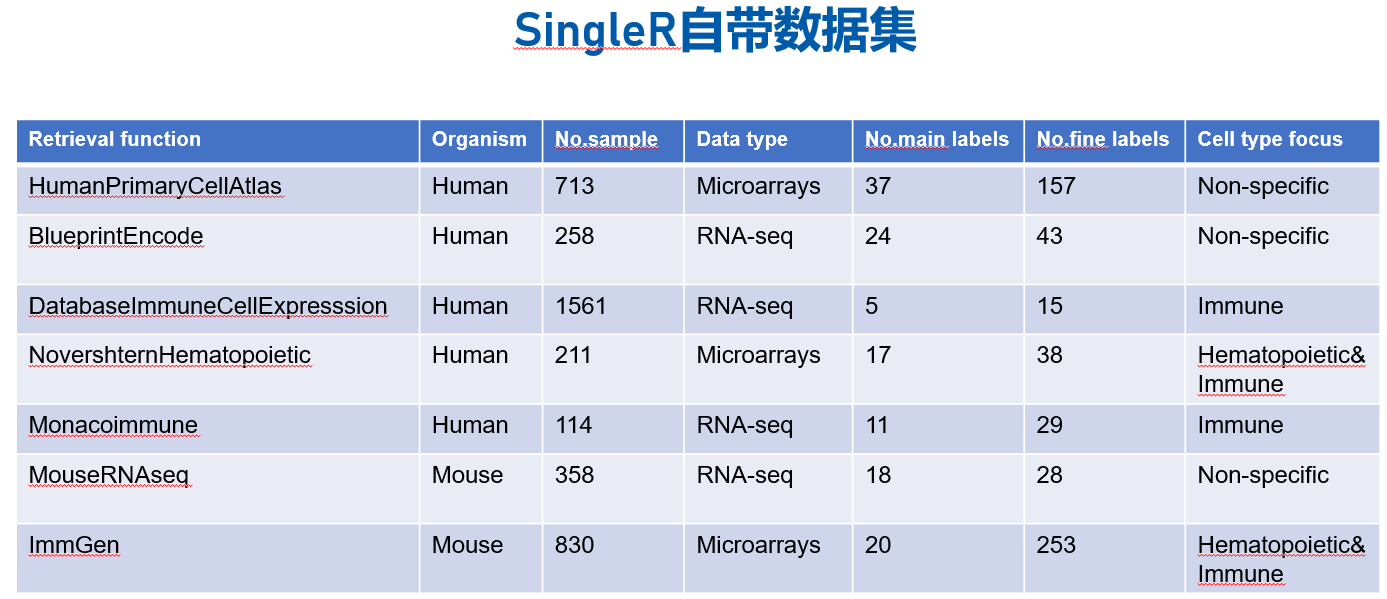 SingleR自带数据集
Retrieval function Organism No.sample Data type No.main labels No.fine labels Cell type focus
HumanPrimaryCellAtlas Human 713 Microarrays 37 157 Non-specific
BlueprintEncode Human 258 RNA-seq 24 43 Non-specific
DatabaseImmuneCellExpresssion Human 1561 RNA-seq 5 15 Immune
NovershternHematopoietic Human 211 Microarrays 17 38 Hematopoietic&
Immune
Monacoimmune Human 114 RNA-seq 11 29 Immune
MouseRNAseq Mouse 358 RNA-seq 18 28 Non-specific
ImmGen Mouse 830 Microarrays 20 253 Hematopoietic&
Immune